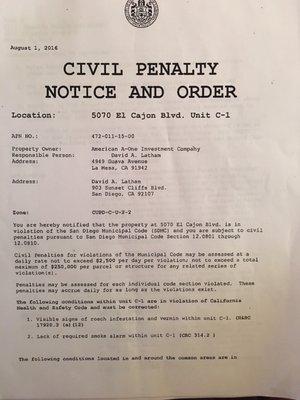 August 1, 2016
CIVIL PENALTY
NOTICE AND ORDER
Location: 5070 El Cajon Blvd. Unit C-1
APN NO.: 472-011-15-00
Property Owner: American A-One Investment Compahy
Responsible Person: David A. Latham
Address: 4949 Guava Avenue
La Mesa, CA 91942
Address: David A. Latham
903 Sunset Cliffs Blvd.
San Diego, CA 92107
Zone: CUPD-C-U-2
You are hereby notified that the property at 5070 El Cajon Blvd. is in
violation of the San Diego Municipal Code (SDMC) and you are subject to civil
penalties pursuant to San Diego Municipal Code Section 12.0801 through
12.0810.
Civil Penalties for violations of the Municipal Code may be assessed at a
daily rate not to exceed $2,500 per day per violation, not to exceed a total
maximum of $250,000 per parcel or structure for any related series of
violation(s).
Penalties may be assessed for each individual code section violated. These
penalties may accrue daily for as long as the violations exist.
The following conditions within unit C-1 are in violation of California
Health and Safety Code and must be corrected:
1. Visible signs of roach infestation and vermin within unit C-1. CH&SC
17920.3 (a)(12)
2. Lack of required smoke alarm within unit C-1 (CRC 314.2)
The following conditions located in and around the common areas are in